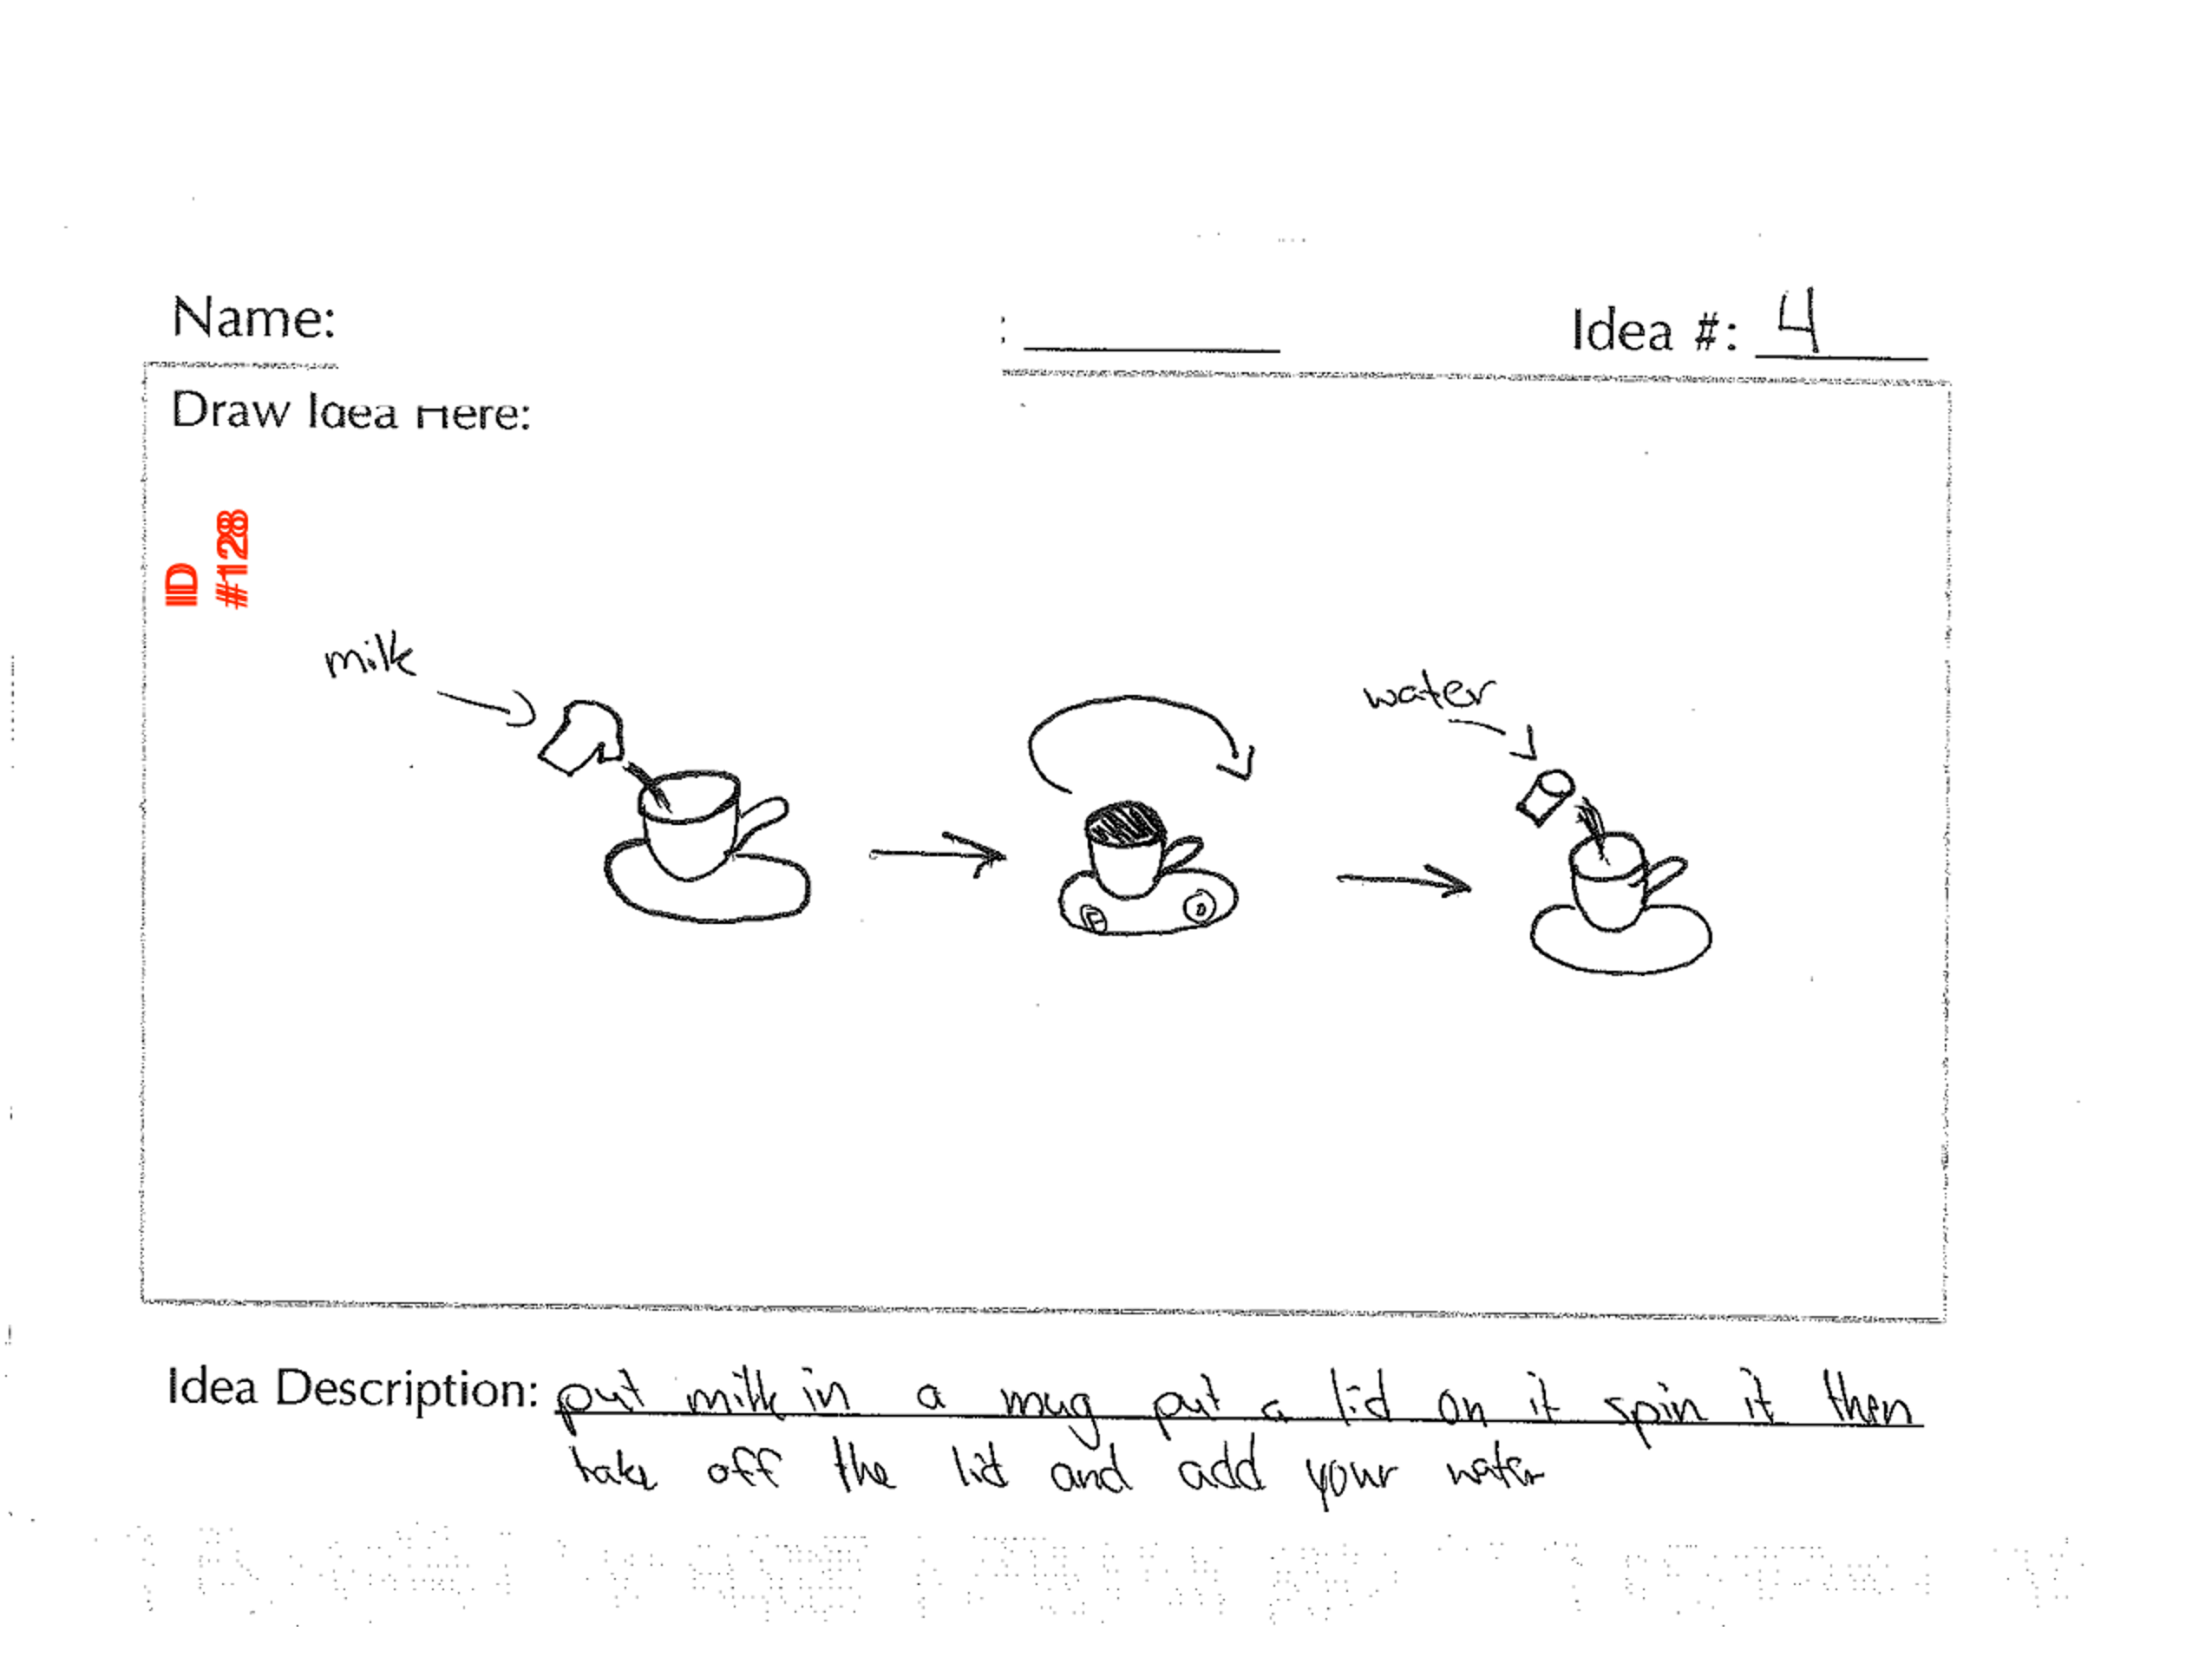 Name:
: Idea #: 4
Draw Idea Here:
ID
#128
milk
water
Idea Description: put milk in a mug put a lid on it spin it then
take off the lid and add your water